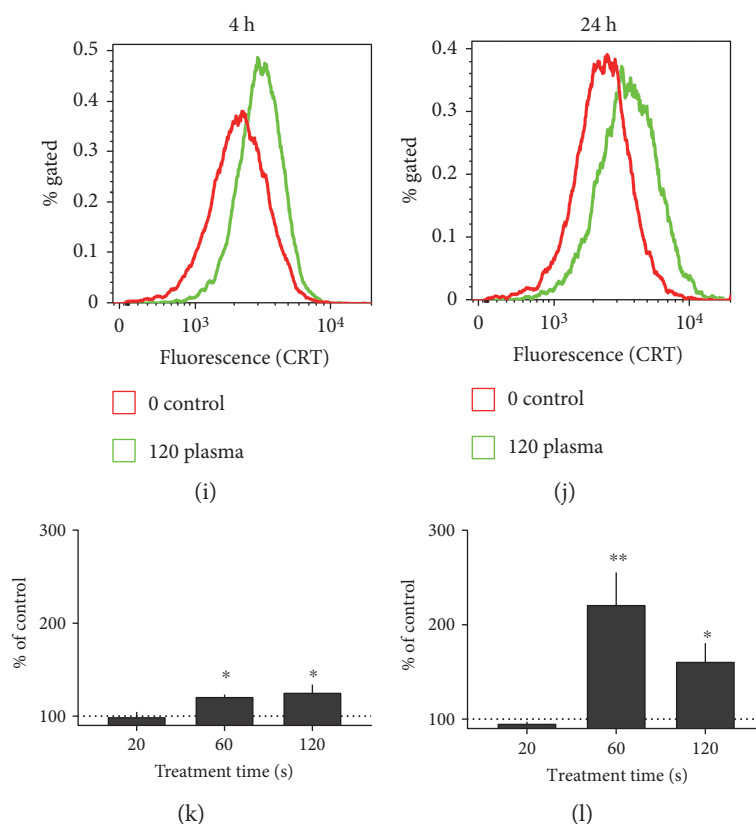 4 h
24 h
0.5
0.4
0.3
0.2
0.1
0
% gated
0 10³ 10⁴
Fluorescence (CRT)
0 control
120 plasma
(i)
0.4
0.3
0.2
0.1
0
% gated
0 10³ 10⁴
Fluorescence (CRT)
0 control
120 plasma
(j)
300
200
100
% of control
* *
20 60 120
Treatment time (s)
(k)
300
200
100
% of control
** *
20 60 120
Treatment time (s)
(l)